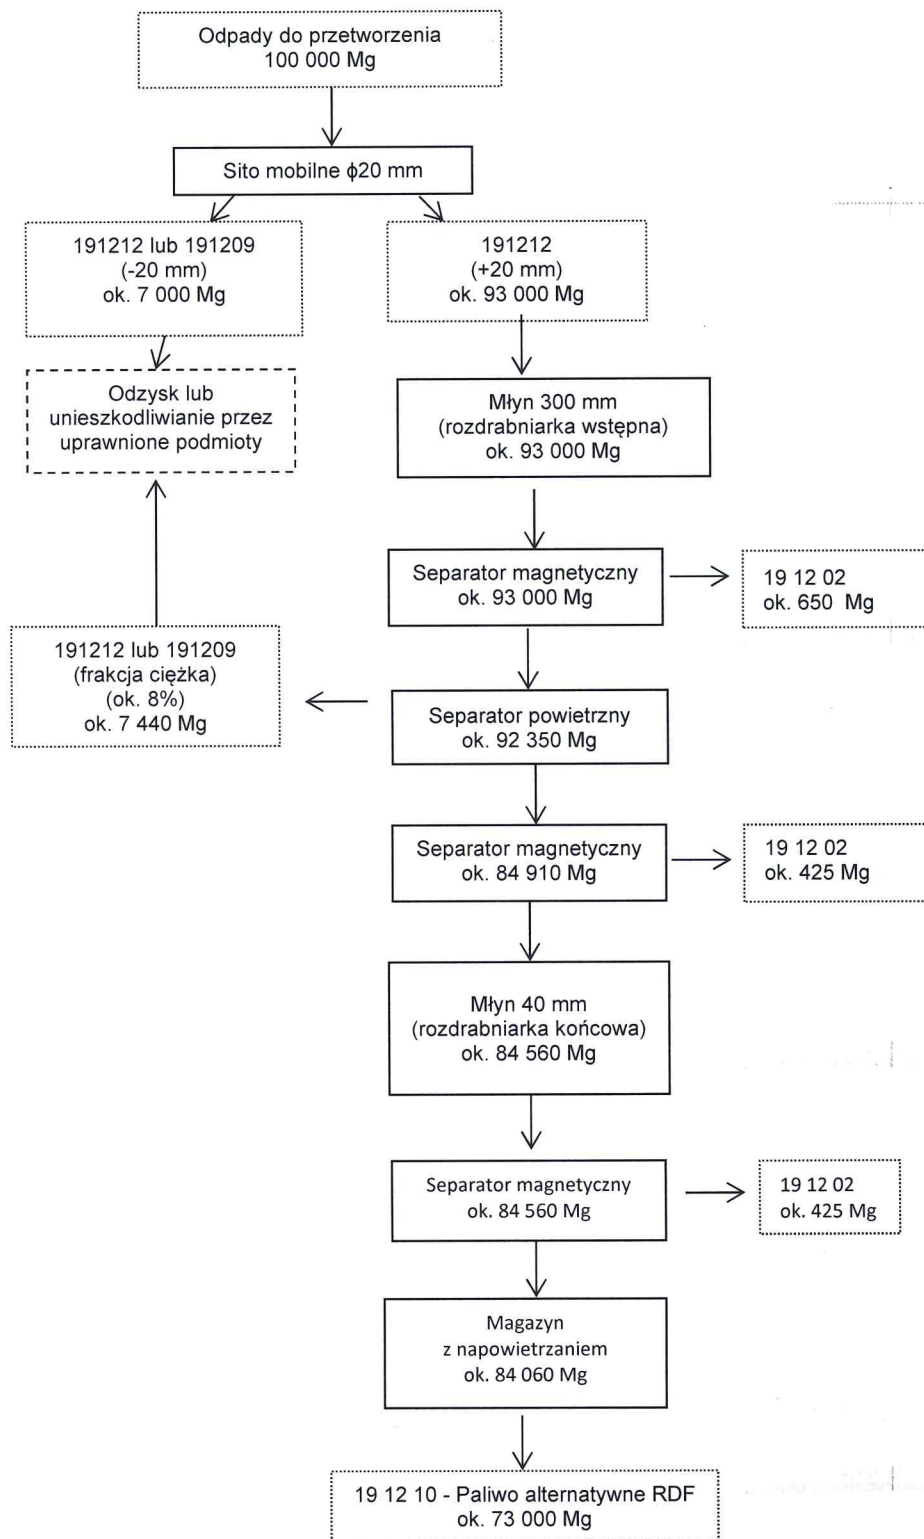 Odpady do przetworzenia
100 000 Mg
Sito mobilne ϕ20 mm
191212 lub 191209
(-20 mm)
ok. 7 000 Mg
191212
(+20 mm)
ok. 93 000 Mg
Odzysk lub
unieszkodliwianie przez
uprawnione podmioty
Młyn 300 mm
(rozdrabniarka wstępna)
ok. 93 000 Mg
Separator magnetyczny
ok. 93 000 Mg
19 12 02
ok. 650 Mg
191212 lub 191209
(frakcja ciężka)
(ok. 8%)
ok. 7 440 Mg
Separator powietrzny
ok. 92 350 Mg
Separator magnetyczny
ok. 84 910 Mg
19 12 02
ok. 425 Mg
Młyn 40 mm
(rozdrabniarka końcowa)
ok. 84 560 Mg
Separator magnetyczny
ok. 84 560 Mg
19 12 02
ok. 425 Mg
Magazyn
z napowietrzaniem
ok. 84 060 Mg
19 12 10 - Paliwo alternatywne RDF
ok. 73 000 Mg